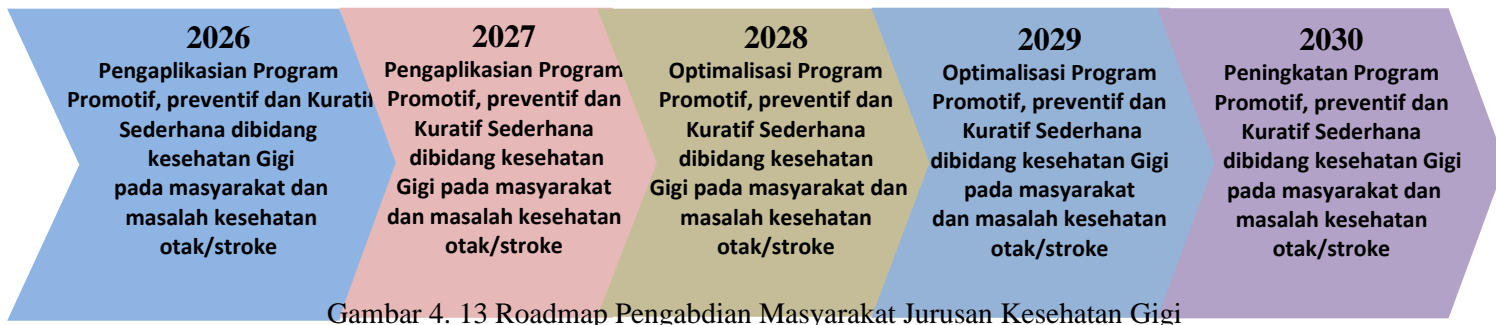 2026
Pengaplikasian Program
Promotif, preventif dan Kuratif
Sederhana dibidang
kesehatan Gigi
pada masyarakat dan
masalah kesehatan
otak/stroke
2027
Pengaplikasian Program
Promotif, preventif dan
Kuratif Sederhana
dibidang kesehatan
Gigi pada masyarakat
dan masalah kesehatan
otak/stroke
2028
Optimalisasi Program
Promotif, preventif dan
Kuratif Sederhana
dibidang kesehatan
Gigi pada masyarakat dan
masalah kesehatan
otak/stroke
2029
Optimalisasi Program
Promotif, preventif dan
Kuratif Sederhana
dibidang kesehatan Gigi
pada masyarakat
dan masalah kesehatan
otak/stroke
2030
Peningkatan Program
Promotif, preventif dan
Kuratif Sederhana
dibidang kesehatan Gigi
pada masyarakat dan
masalah kesehatan
otak/stroke
Gambar 4. 13 Roadmap Pengabdian Masyarakat Jurusan Kesehatan Gigi